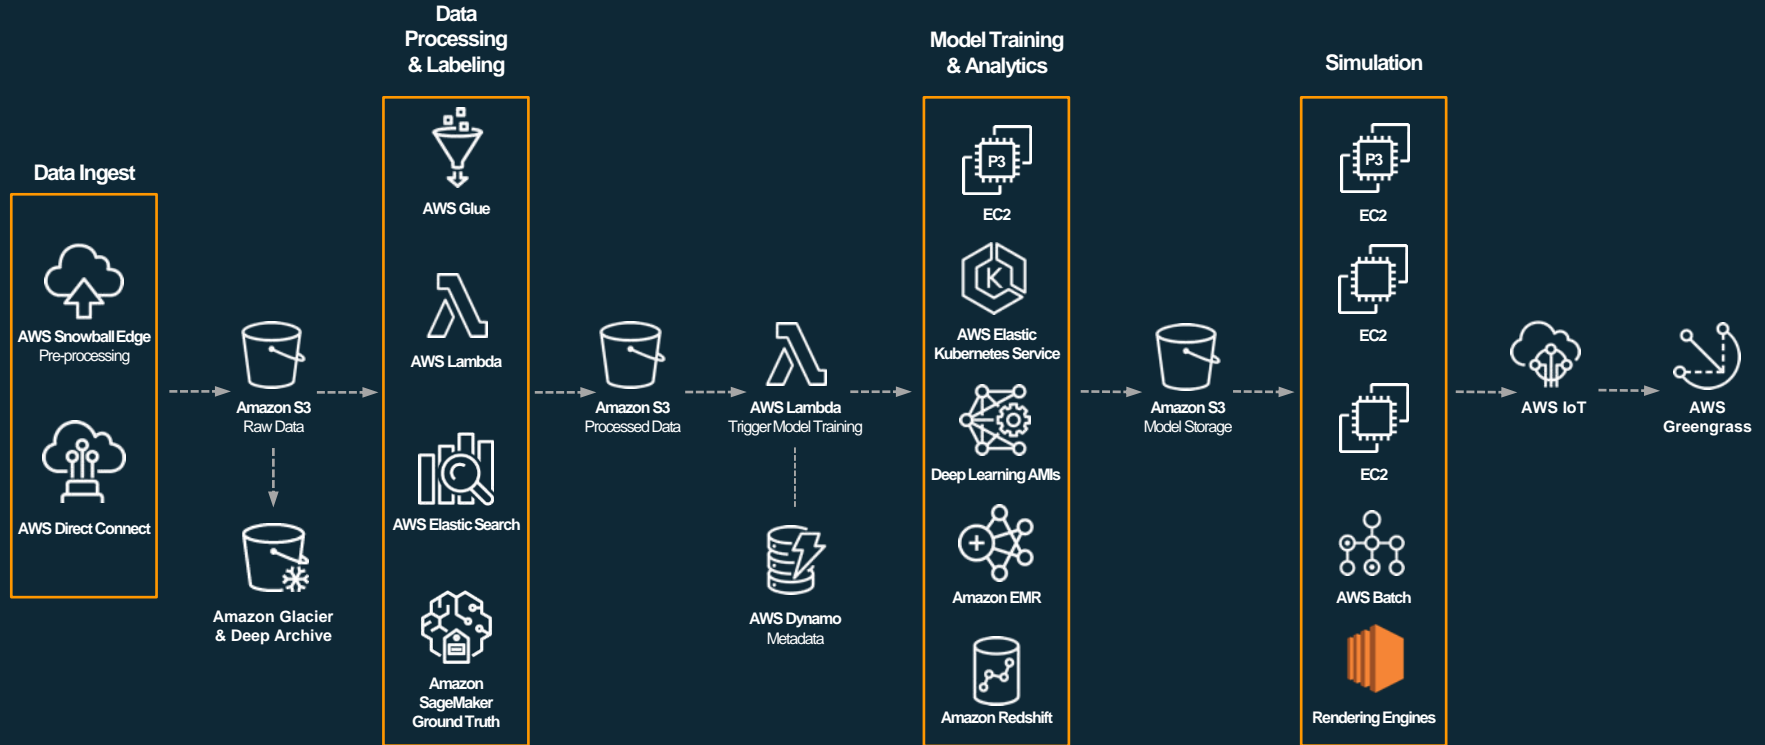 Data Ingest
AWS Snowball Edge
Pre-processing
AWS Direct Connect
Amazon S3
Raw Data
Amazon Glacier
& Deep Archive
Data
Processing
& Labeling
AWS Glue
AWS Lambda
AWS Elastic Search
Amazon
SageMaker
Ground Truth
Amazon S3
Processed Data
AWS Lambda
Trigger Model Training
AWS Dynamo
Metadata
Model Training
& Analytics
P3
EC2
K
AWS Elastic
Kubernetes Service
Deep Learning AMIs
Amazon EMR
Amazon Redshift
Amazon S3
Model Storage
Simulation
P3
EC2
EC2
EC2
AWS Batch
Rendering Engines
AWS IoT
AWS
Greengrass